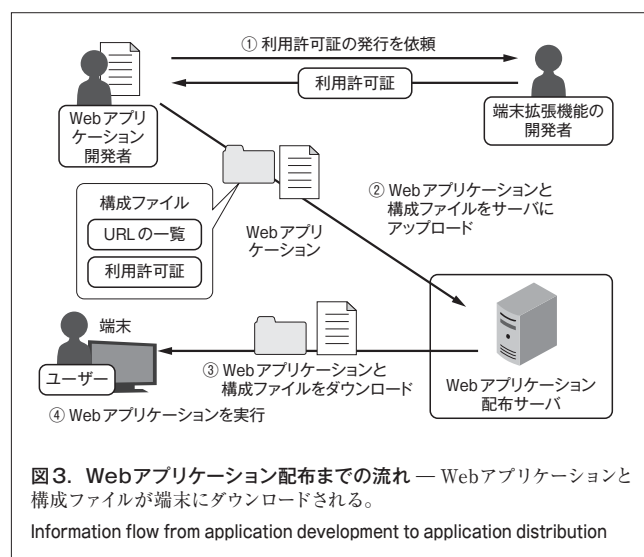 ① 利用許可証の発行を依頼
利用許可証
Webアプリ
ケーション
開発者
端末拡張機能の
開発者
構成ファイル
URLの一覧
利用許可証
Webアプリ
ケーション
② Webアプリケーションと
構成ファイルをサーバに
アップロード
端末
ユーザー
③ Webアプリケーションと
構成ファイルをダウンロード
Webアプリケーション
配布サーバ
④ Webアプリケーションを実行
図3. Webアプリケーション配布までの流れ — Webアプリケーションと
構成ファイルが端末にダウンロードされる。
Information flow from application development to application distribution